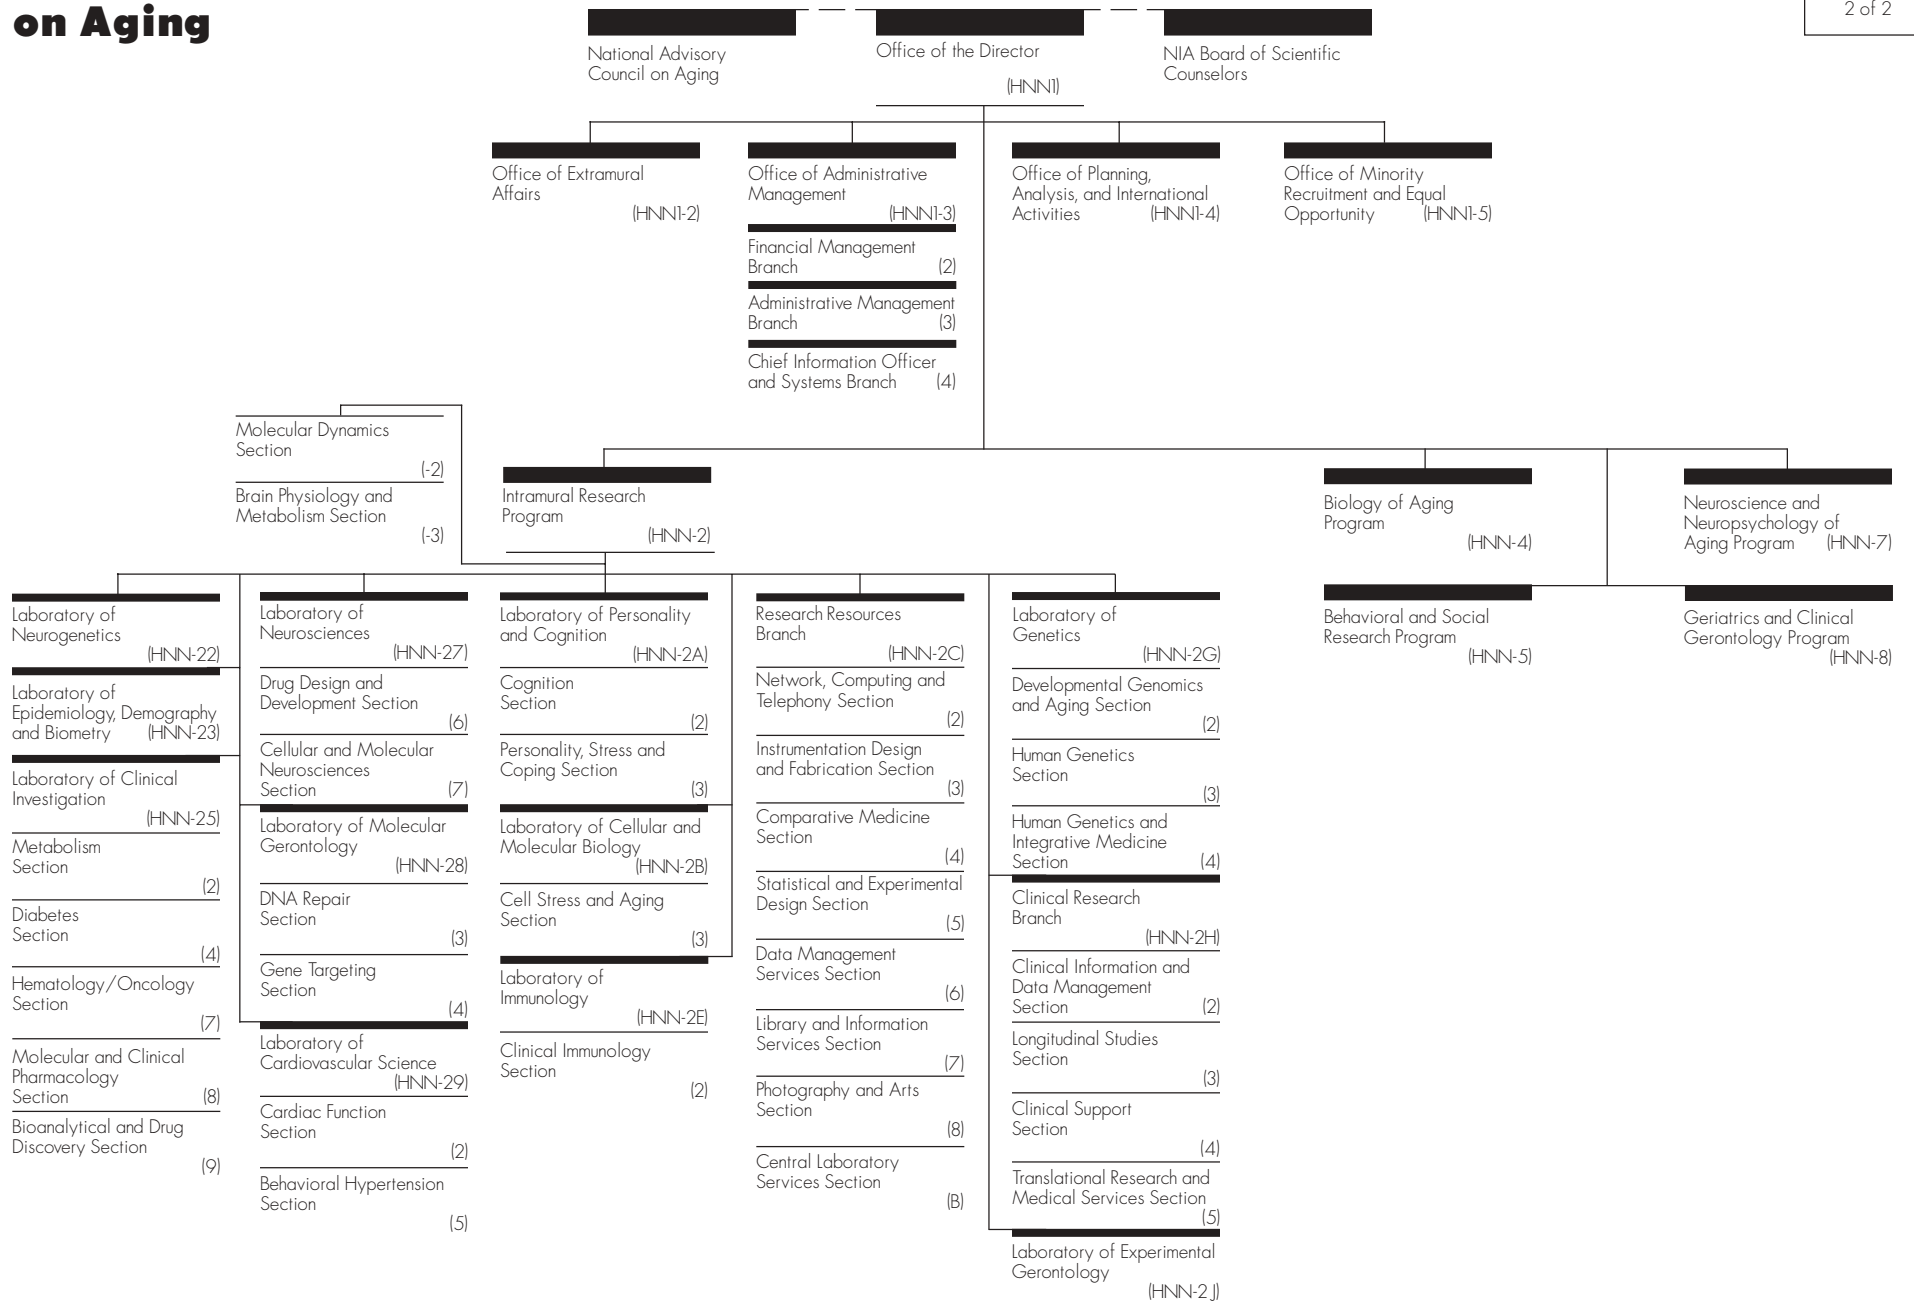 on Aging
2 of 2
National Advisory
Council on Aging
Office of the Director
(HNN1)
NIA Board of Scientific
Counselors
Office of Extramural
Affairs
(HNN1-2)
Office of Administrative
Management
(HNN1-3)
Financial Management
Branch (2)
Administrative Management
Branch (3)
Chief Information Officer
and Systems Branch (4)
Office of Planning,
Analysis, and International
Activities (HNN1-4)
Office of Minority
Recruitment and Equal
Opportunity (HNN1-5)
Molecular Dynamics
Section
(-2)
Brain Physiology and
Metabolism Section
(-3)
Intramural Research
Program
(HNN-2)
Biology of Aging
Program
(HNN-4)
Neuroscience and
Neuropsychology of
Aging Program (HNN-7)
Behavioral and Social
Research Program
(HNN-5)
Geriatrics and Clinical
Gerontology Program
(HNN-8)
Laboratory of
Neurogenetics
(HNN-22)
Laboratory of
Epidemiology, Demography
and Biometry (HNN-23)
Laboratory of Clinical
Investigation
(HNN-25)
Metabolism
Section
(2)
Diabetes
Section
(4)
Hematology/Oncology
Section
(7)
Molecular and Clinical
Pharmacology
Section (8)
Bioanalytical and Drug
Discovery Section
(9)
Laboratory of
Neurosciences
(HNN-27)
Drug Design and
Development Section
(6)
Cellular and Molecular
Neurosciences
Section (7)
Laboratory of Molecular
Gerontology
(HNN-28)
DNA Repair
Section
(3)
Gene Targeting
Section
(4)
Laboratory of
Cardiovascular Science
(HNN-29)
Cardiac Function
Section
(2)
Behavioral Hypertension
Section
(5)
Laboratory of Personality
and Cognition
(HNN-2A)
Cognition
Section
(2)
Personality, Stress and
Coping Section
(3)
Laboratory of Cellular and
Molecular Biology
(HNN-2B)
Cell Stress and Aging
Section
(3)
Laboratory of
Immunology
(HNN-2E)
Clinical Immunology
Section
(2)
Research Resources
Branch
(HNN-2C)
Network, Computing and
Telephony Section
(2)
Instrumentation Design
and Fabrication Section
(3)
Comparative Medicine
Section
(4)
Statistical and Experimental
Design Section
(5)
Data Management
Services Section
(6)
Library and Information
Services Section
(7)
Photography and Arts
Section
(8)
Central Laboratory
Services Section
(B)
Laboratory of
Genetics
(HNN-2G)
Developmental Genomics
and Aging Section
(2)
Human Genetics
Section
(3)
Human Genetics and
Integrative Medicine
Section (4)
Clinical Research
Branch
(HNN-2H)
Clinical Information and
Data Management
Section (2)
Longitudinal Studies
Section
(3)
Clinical Support
Section
(4)
Translational Research and
Medical Services Section
(5)
Laboratory of Experimental
Gerontology
(HNN-2J)